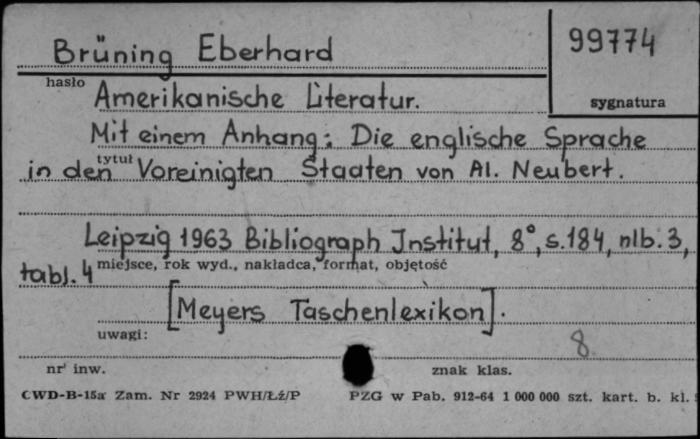 Brüning Eberhard
99774
hasło
sygnatura
Amerikanische Literatur.
Mit einem Anhang: Die englische Sprache
tytuł
in den Voreinigten Staaten von Al. Neubert.
Leipzig 1963 Bibliograph Institut, 8°, s.184, nlb. 3,
miejsce, rok wyd., nakładca, format, objętość
tabl. 4
[Meyers Taschenlexikon].
uwagi:
8
nr inw.
znak klas.
CWD-B-15a Zam. Nr 2924 PWH/Łź/P
PZG w Pab. 912-64 1 000 000 szt. kart. b. kl.